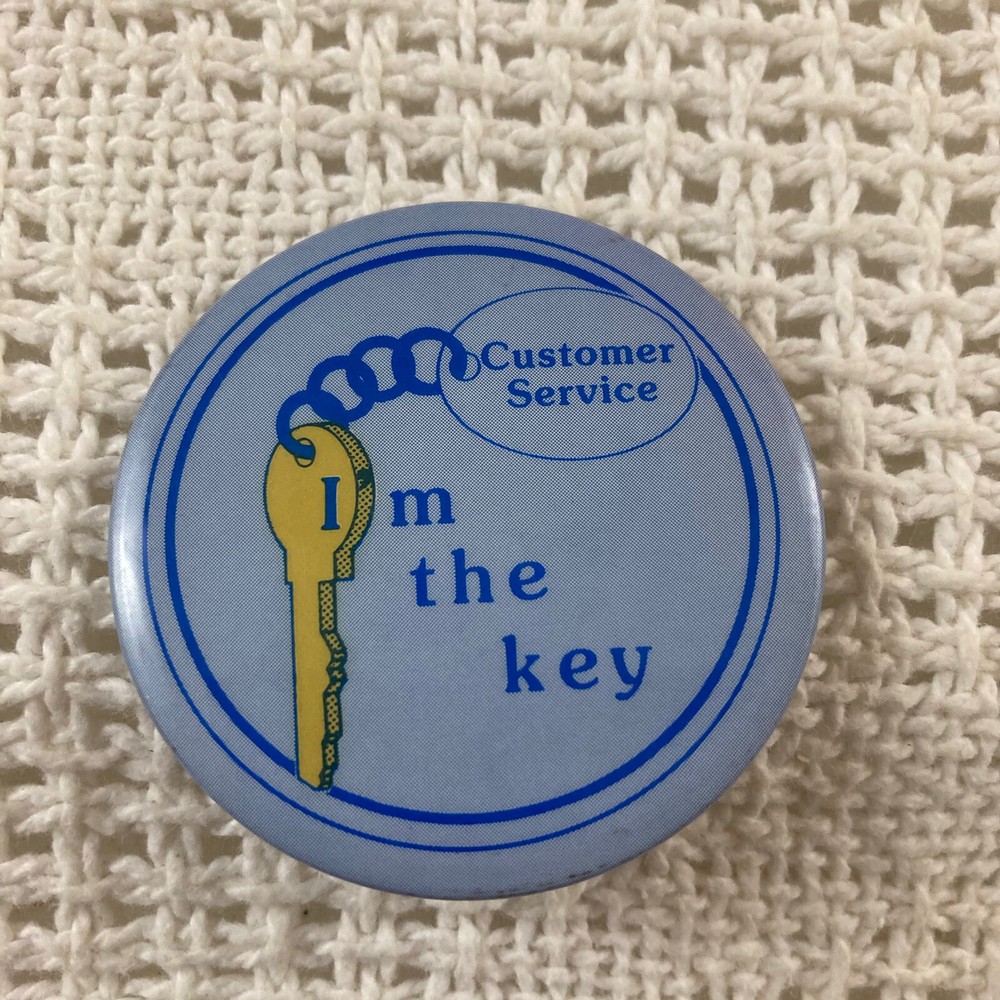 Customer
Service
I m
the
key